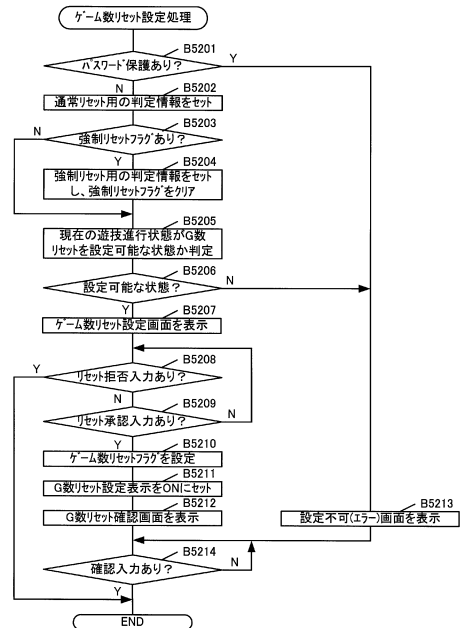 ゲーム数リセット設定処理
B5201
パスワード保護あり？
Y
N
B5202
通常リセット用の判定情報をセット
B5203
N
強制リセットフラグあり？
Y
B5204
強制リセット用の判定情報をセット
し、強制リセットフラグをクリア
B5205
現在の遊技進行状態がG数
リセットを設定可能な状態か判定
B5206
設定可能な状態？
N
Y
B5207
ゲーム数リセット設定画面を表示
B5208
Y
リセット拒否入力あり？
N
B5209
リセット承認入力あり？
N
Y
B5210
ゲーム数リセットフラグを設定
B5211
G数リセット設定表示をONにセット
B5212
G数リセット確認画面を表示
B5213
設定不可(エラー)画面を表示
B5214
確認入力あり？
N
Y
END